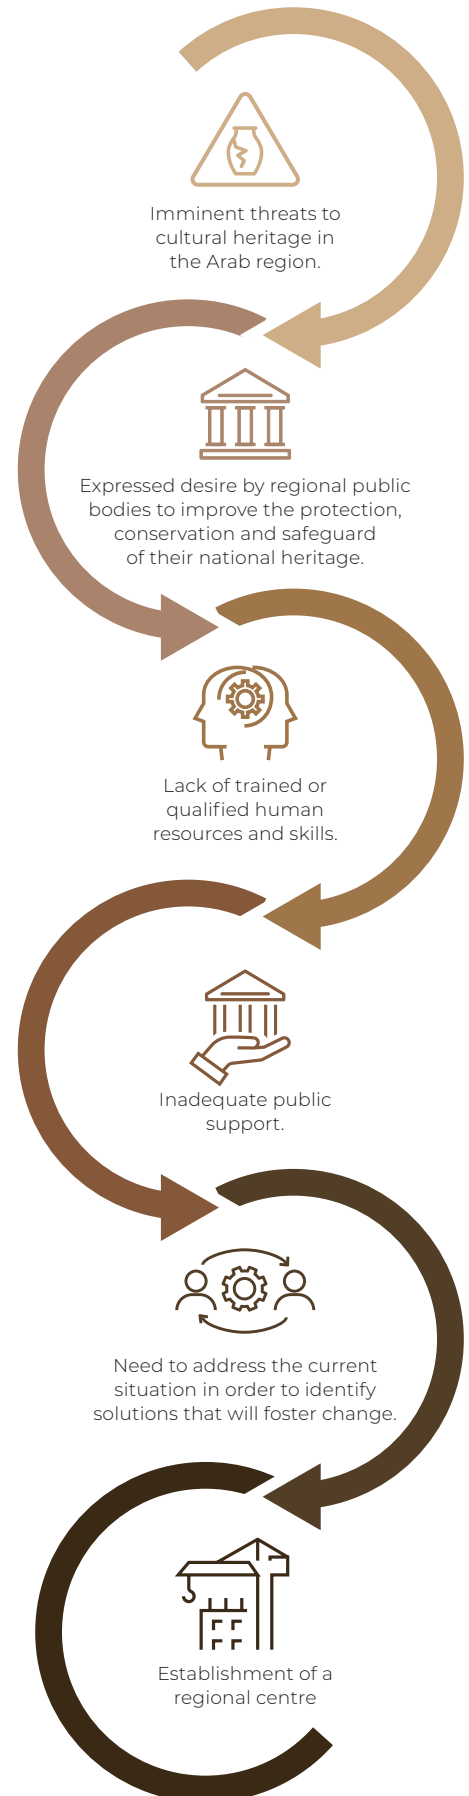 Imminent threats to
cultural heritage in
the Arab region.
Expressed desire by regional public
bodies to improve the protection,
conservation and safeguard
of their national heritage.
Lack of trained or
qualified human
resources and skills.
Inadequate public
support.
Need to address the current
situation in order to identify
solutions that will foster change.
Establishment of a
regional centre